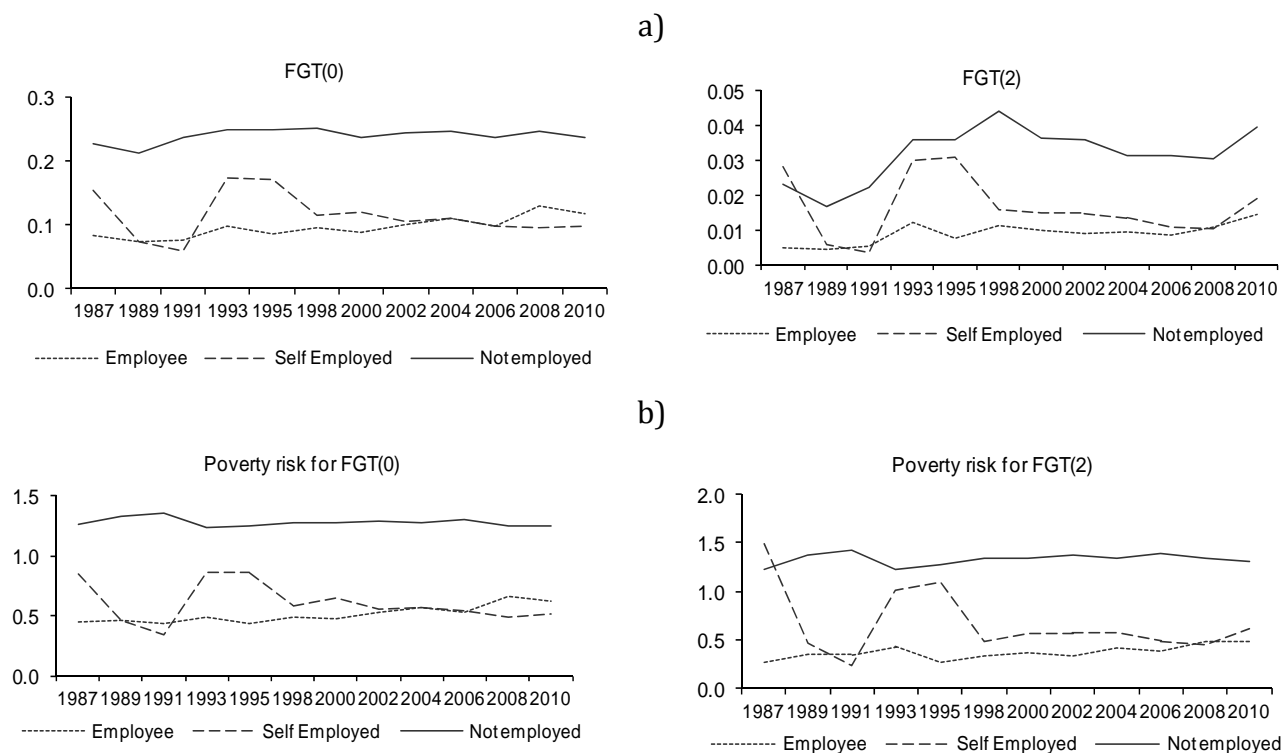 a)
FGT(0)
0.3
0.2
0.1
0.0
1987 1989 1991 1993 1995 1998 2000 2002 2004 2006 2008 2010
Employee Self Employed Not employed
FGT(2)
0.05
0.04
0.03
0.02
0.01
0.00
1987 1989 1991 1993 1995 1998 2000 2002 2004 2006 2008 2010
Employee Self Employed Not employed
b)
Poverty risk for FGT(0)
1.5
1.0
0.5
0.0
1987 1989 1991 1993 1995 1998 2000 2002 2004 2006 2008 2010
Employee Self Employed Not employed
Poverty risk for FGT(2)
2.0
1.5
1.0
0.5
0.0
1987 1989 1991 1993 1995 1998 2000 2002 2004 2006 2008 2010
Employee Self Employed Not employed